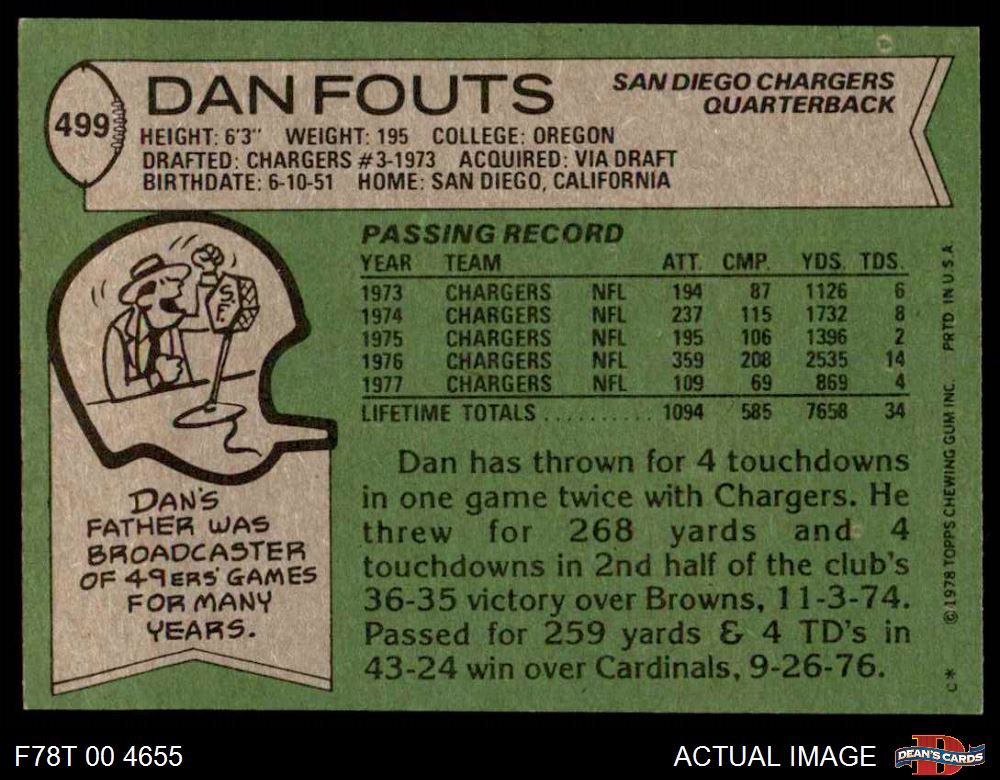 499
DAN FOUTS
SAN DIEGO CHARGERS
QUARTERBACK
HEIGHT: 6'3" WEIGHT: 195 COLLEGE: OREGON
DRAFTED: CHARGERS #3-1973 ACQUIRED: VIA DRAFT
BIRTHDATE: 6-10-51 HOME: SAN DIEGO, CALIFORNIA
S.F.
DAN'S
FATHER WAS
BROADCASTER
OF 49ERS' GAMES
FOR MANY
YEARS.
PASSING RECORD
YEAR TEAM ATT. CMP. YDS. TDS.
1973 CHARGERS NFL 194 87 1126 6
1974 CHARGERS NFL 237 115 1732 8
1975 CHARGERS NFL 195 106 1396 2
1976 CHARGERS NFL 359 208 2535 14
1977 CHARGERS NFL 109 69 869 4
LIFETIME TOTALS .......... 1094 585 7658 34
Dan has thrown for 4 touchdowns
in one game twice with Chargers. He
threw for 268 yards and 4
touchdowns in 2nd half of the club's
36-35 victory over Browns, 11-3-74.
Passed for 259 yards & 4 TD's in
43-24 win over Cardinals, 9-26-76.
C* ©1978 TOPPS CHEWING GUM INC. PRTD IN U.S.A
F78T 00 4655
ACTUAL IMAGE
D
DEAN'S CARDS